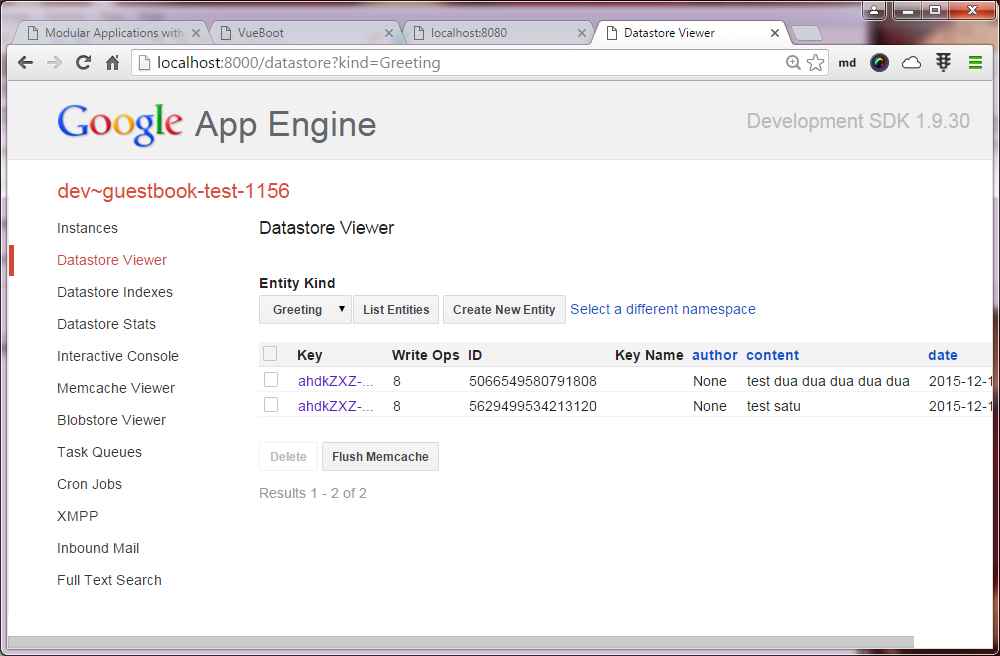 Modular Applications with VueBoot localhost:8080 Datastore Viewer
localhost:8000/datastore?kind=Greeting md
Google App Engine Development SDK 1.9.30
dev~guestbook-test-1156
Instances
Datastore Viewer
Datastore Indexes
Datastore Stats
Interactive Console
Memcache Viewer
Blobstore Viewer
Task Queues
Cron Jobs
XMPP
Inbound Mail
Full Text Search
Datastore Viewer
Entity Kind
Greeting List Entities Create New Entity Select a different namespace
Key Write Ops ID Key Name author content date
ahdkZXZ-... 8 5066549580791808 None test dua dua dua dua dua 2015-12-1
ahdkZXZ-... 8 5629499534213120 None test satu 2015-12-1
Delete Flush Memcache
Results 1 - 2 of 2